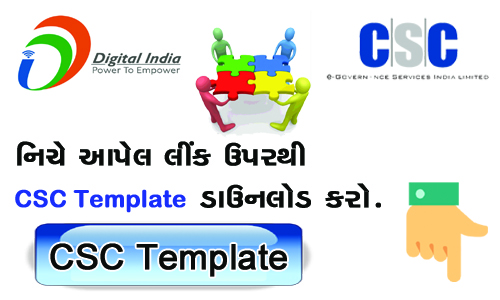 Digital India
Power To Empower
CSC
e-Governance Services India Limited
નિચે આપેલ લીંક ઉપરથી
CSC Template ડાઉનલોડ કરો.
CSC Template